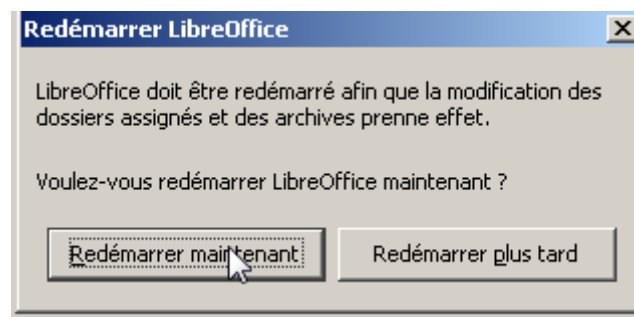 Redémarrer LibreOffice
LibreOffice doit être redémarré afin que la modification des
dossiers assignés et des archives prenne effet.
Voulez-vous redémarrer LibreOffice maintenant ?
Redémarrer maintenant
Redémarrer plus tard